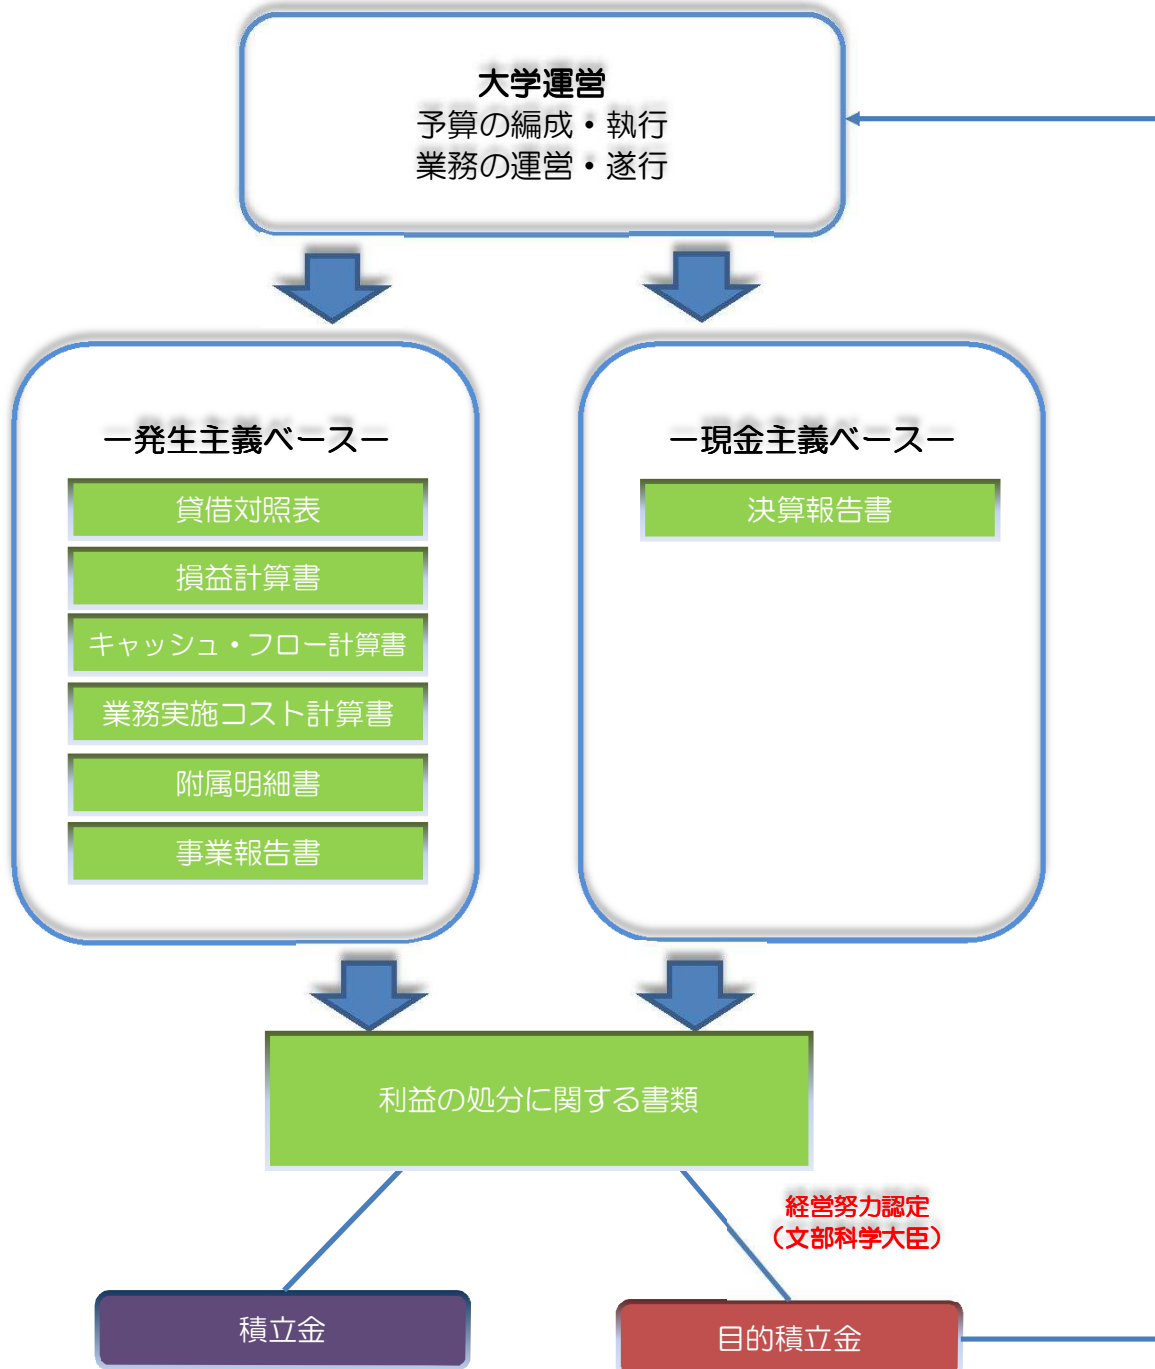 大学運営
予算の編成・執行
業務の運営・遂行
－発生主義ベース－
貸借対照表
損益計算書
キャッシュ・フロー計算書
業務実施コスト計算書
附属明細書
事業報告書
－現金主義ベース－
決算報告書
利益の処分に関する書類
経営努力認定
（文部科学大臣）
積立金
目的積立金